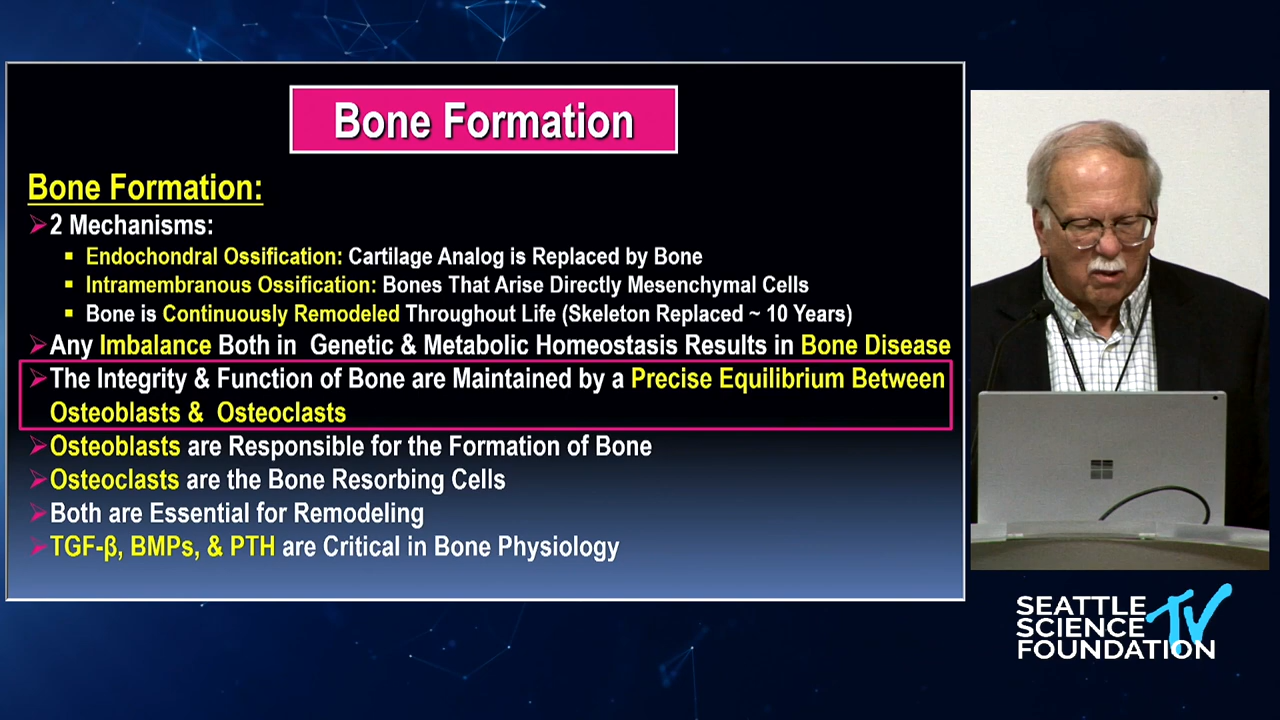 Bone Formation
Bone Formation:
➢2 Mechanisms:
▪ Endochondral Ossification: Cartilage Analog is Replaced by Bone
▪ Intramembranous Ossification: Bones That Arise Directly Mesenchymal Cells
▪ Bone is Continuously Remodeled Throughout Life (Skeleton Replaced ~ 10 Years)
➢Any Imbalance Both in Genetic & Metabolic Homeostasis Results in Bone Disease
➢The Integrity & Function of Bone are Maintained by a Precise Equilibrium Between
Osteoblasts & Osteoclasts
➢Osteoblasts are Responsible for the Formation of Bone
➢Osteoclasts are the Bone Resorbing Cells
➢Both are Essential for Remodeling
➢TGF-β, BMPs, & PTH are Critical in Bone Physiology
SEATTLE
SCIENCE TV
FOUNDATION